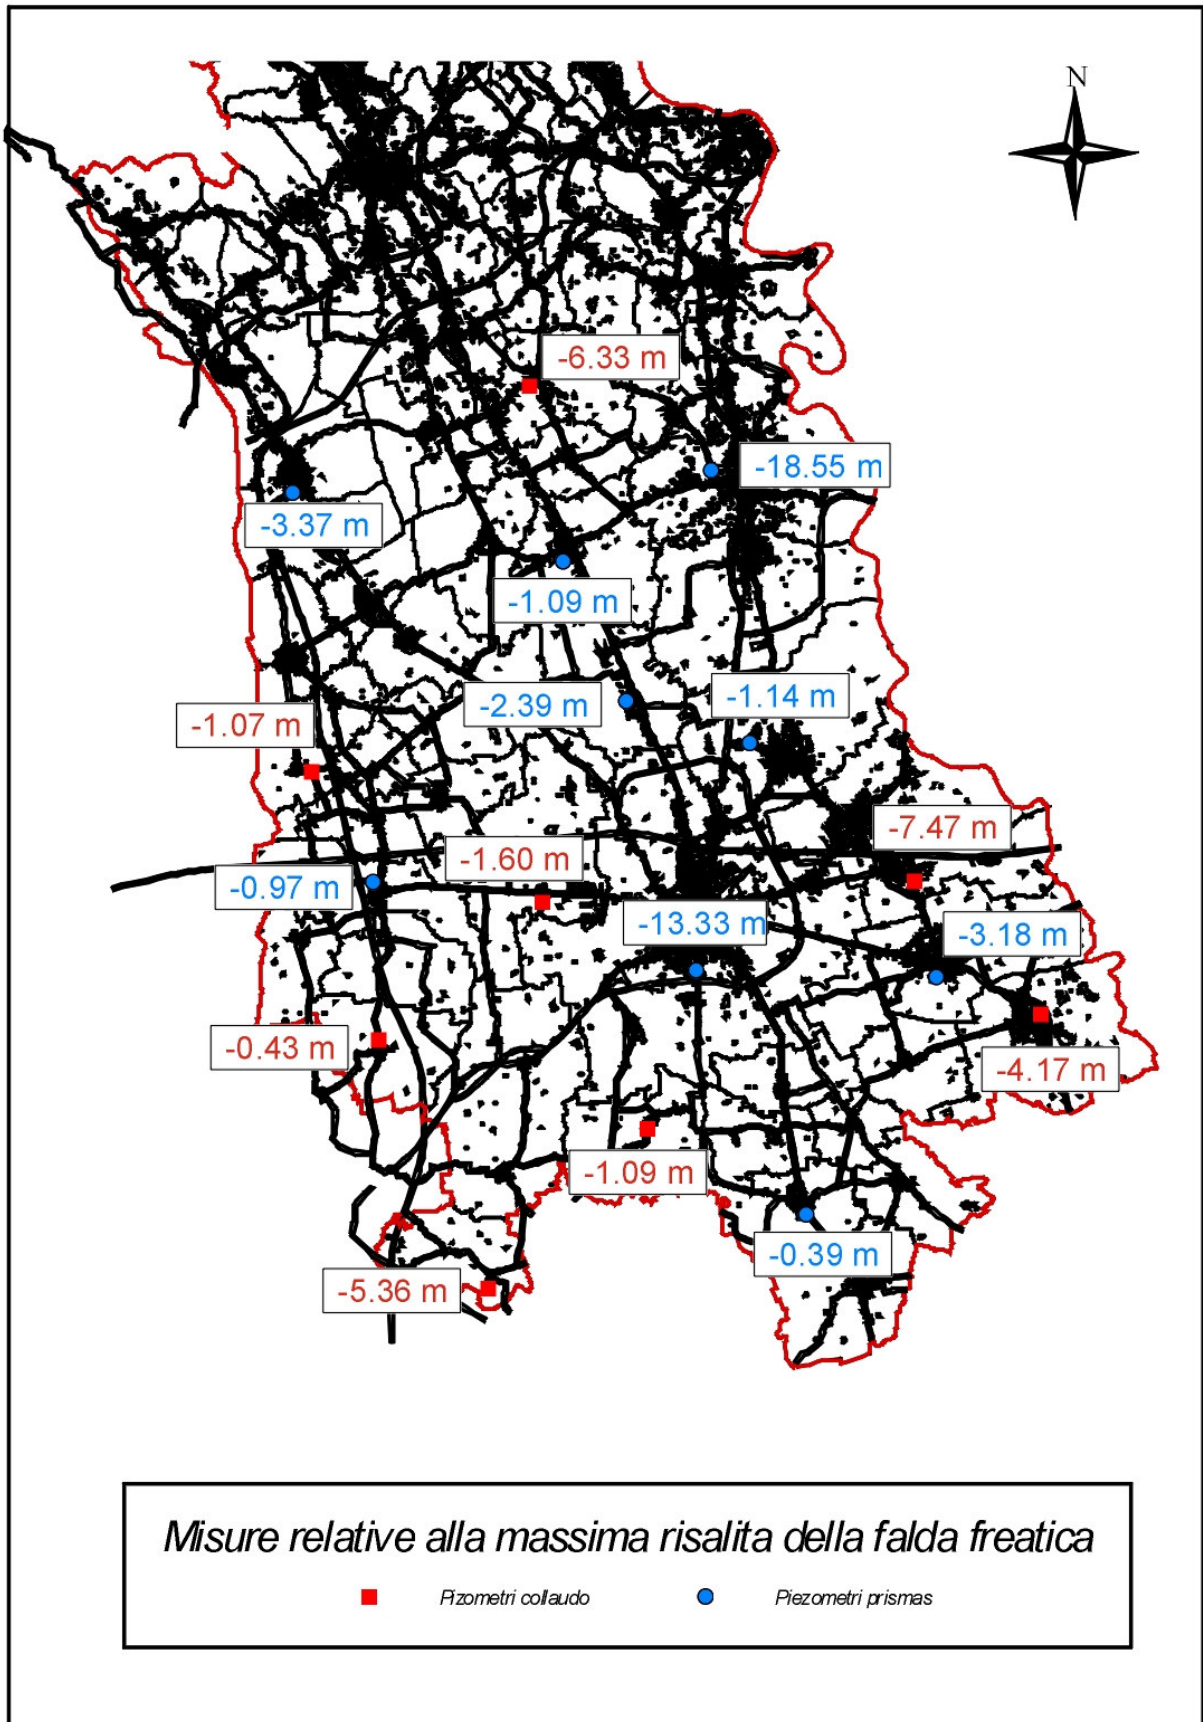 N
-6.33 m
-18.55 m
-3.37 m
-1.09 m
-2.39 m
-1.14 m
-1.07 m
-7.47 m
-1.60 m
-0.97 m
-13.33 m
-3.18 m
-0.43 m
-4.17 m
-1.09 m
-0.39 m
-5.36 m
Misure relative alla massima risalita della falda freatica
Pizometri collaudo
Piezometri prismas